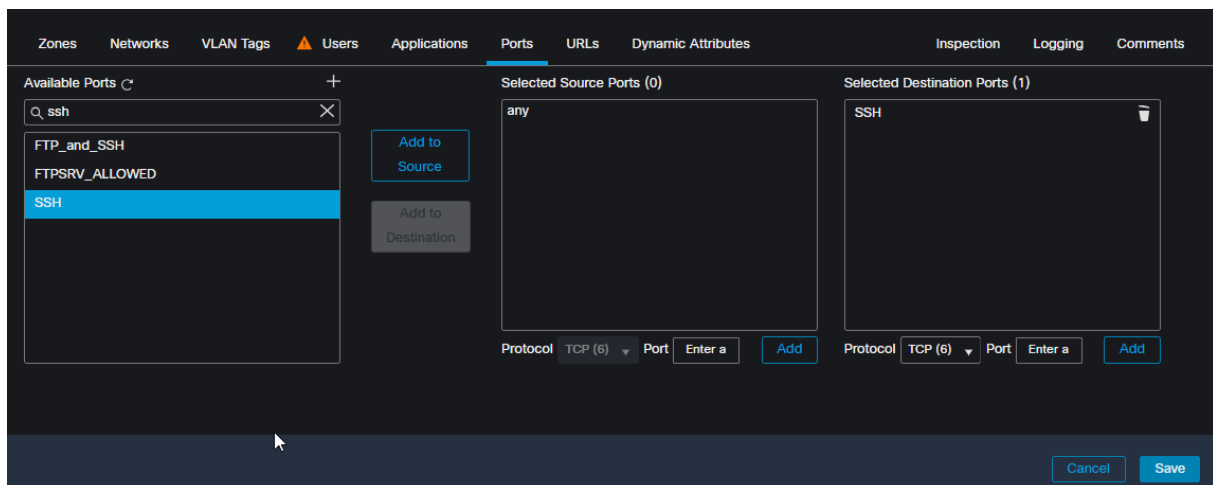 Zones Networks VLAN Tags Users Applications Ports URLs Dynamic Attributes Inspection Logging Comments
Available Ports
ssh
FTP_and_SSH
FTPSRV_ALLOWED
SSH
Add to
Source
Add to
Destination
Selected Source Ports (0)
any
Protocol TCP (6) Port Enter a Add
Selected Destination Ports (1)
SSH
Protocol TCP (6) Port Enter a Add
Cancel Save